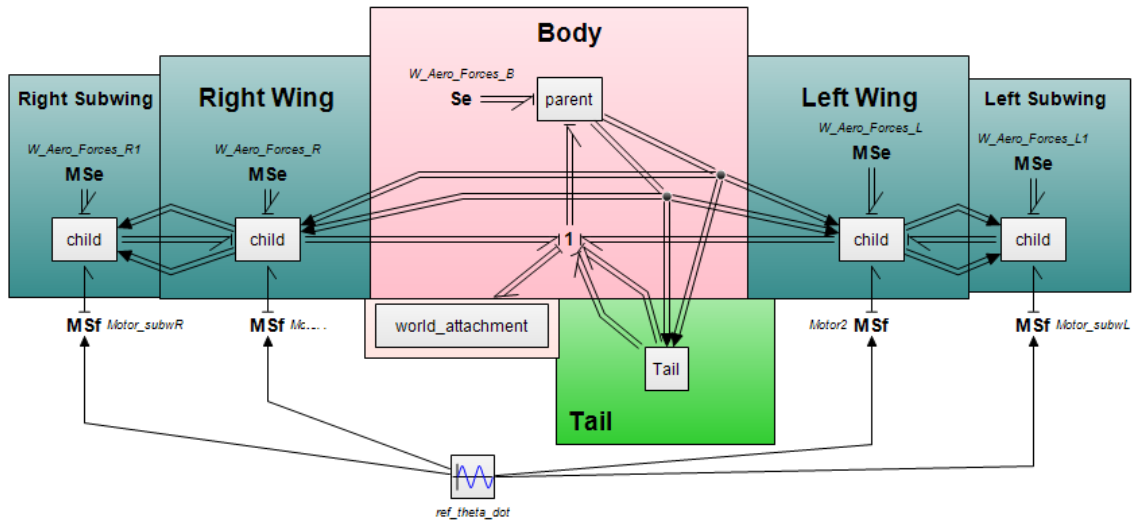 Body
Right Subwing
Right Wing
Left Wing
Left Subwing
W_Aero_Forces_B
Se
parent
W_Aero_Forces_R1
MSe
W_Aero_Forces_R
MSe
W_Aero_Forces_L
MSe
W_Aero_Forces_L1
MSe
child
child
1
child
child
MSf
Motor_subwR
MSf
world_attachment
Motor2
MSf
MSf
Motor_subwL
Tail
Tail
ref_theta_dot